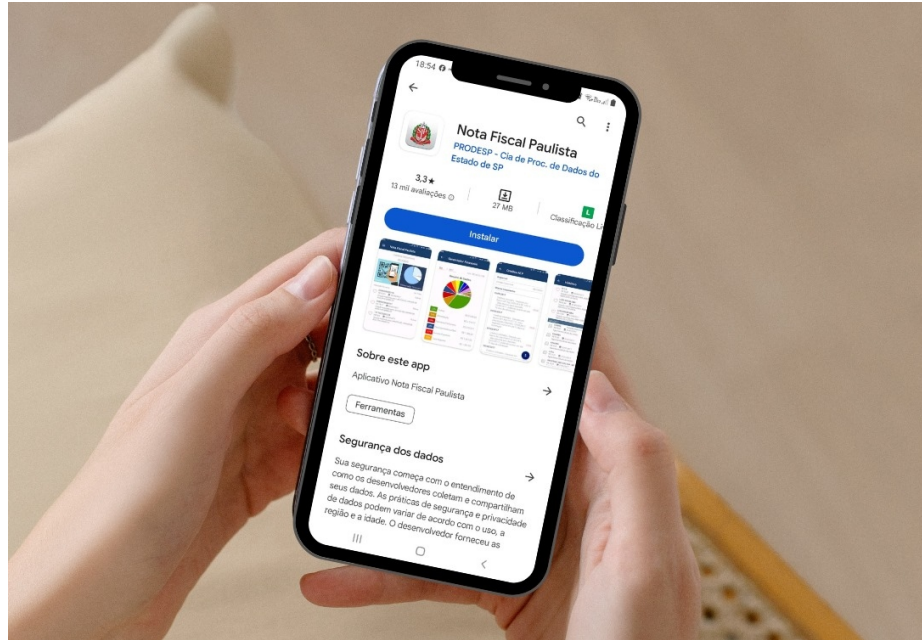 18:54
Nota Fiscal Paulista
PRODESP - Cia de Proc. de Dados do
Estado de SP
3,3★
13 mil avaliações
27 MB
L
Classificação Li
Instalar
Sobre este app
Aplicativo Nota Fiscal Paulista
Ferramentas
Segurança dos dados
Sua segurança começa com o entendimento de
como os desenvolvedores coletam e compartilham
seus dados. As práticas de segurança e privacidade
de dados podem variar de acordo com o uso, a
região e a idade. O desenvolvedor forneceu as